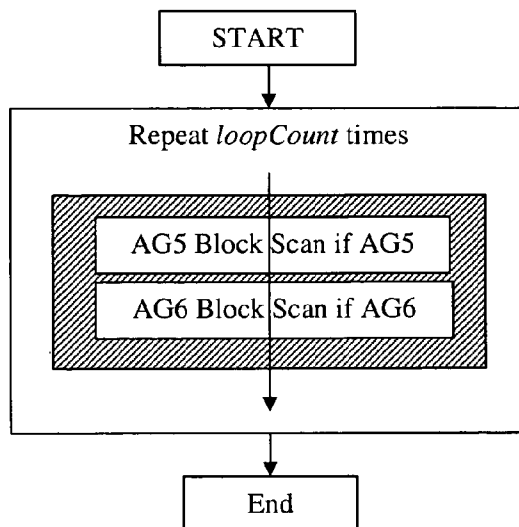 START
Repeat loopCount times
AG5 Block Scan if AG5
AG6 Block Scan if AG6
End